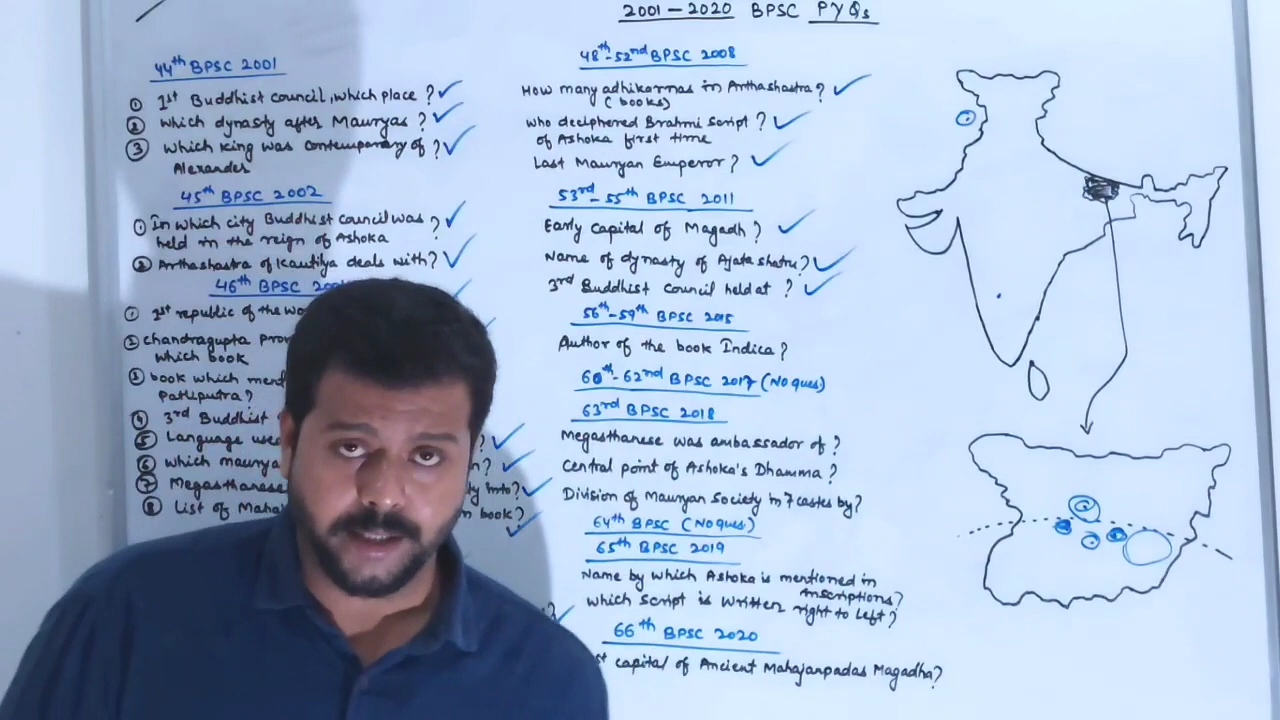 2001 – 2020 BPSC PYQs
44th BPSC 2001
① 1st Buddhist council, which place?
② which dynasty after Mauryas?
③ which king was contemporary of?
Alexander
45th BPSC 2002
① In which city Buddhist council was?
held in the reign of Ashoka
② Arthashastra of Kautilya deals with?
46th BPSC
① 1st republic of the
② chandragupta
which book
③ book which
Patliputra?
④ 3rd Buddhist
⑤ Language ?
⑥ which ?
⑦ Megasthanese into?
⑧ List of book?
48th-52nd BPSC 2008
How many adhikarnas in Arthashastra?
(books)
who deciphered Brahmi script?
of Ashoka first time
Last Mauryan Emperor?
53rd-55th BPSC 2011
Early capital of Magadh?
Name of dynasty of Ajatashatru?
3rd Buddhist council held at?
56th-59th BPSC 2015
Author of the book Indica?
60th-62nd BPSC 2017 (No ques)
63rd BPSC 2018
Megasthanese was ambassador of?
Central point of Ashoka's Dhamma?
Division of Mauryan Society in 7 castes by?
64th BPSC (No ques)
65th BPSC 2019
Name by which Ashoka is mentioned in
inscriptions?
which script is written right to left?
66th BPSC 2020
capital of Ancient Mahajanpadas Magadha?